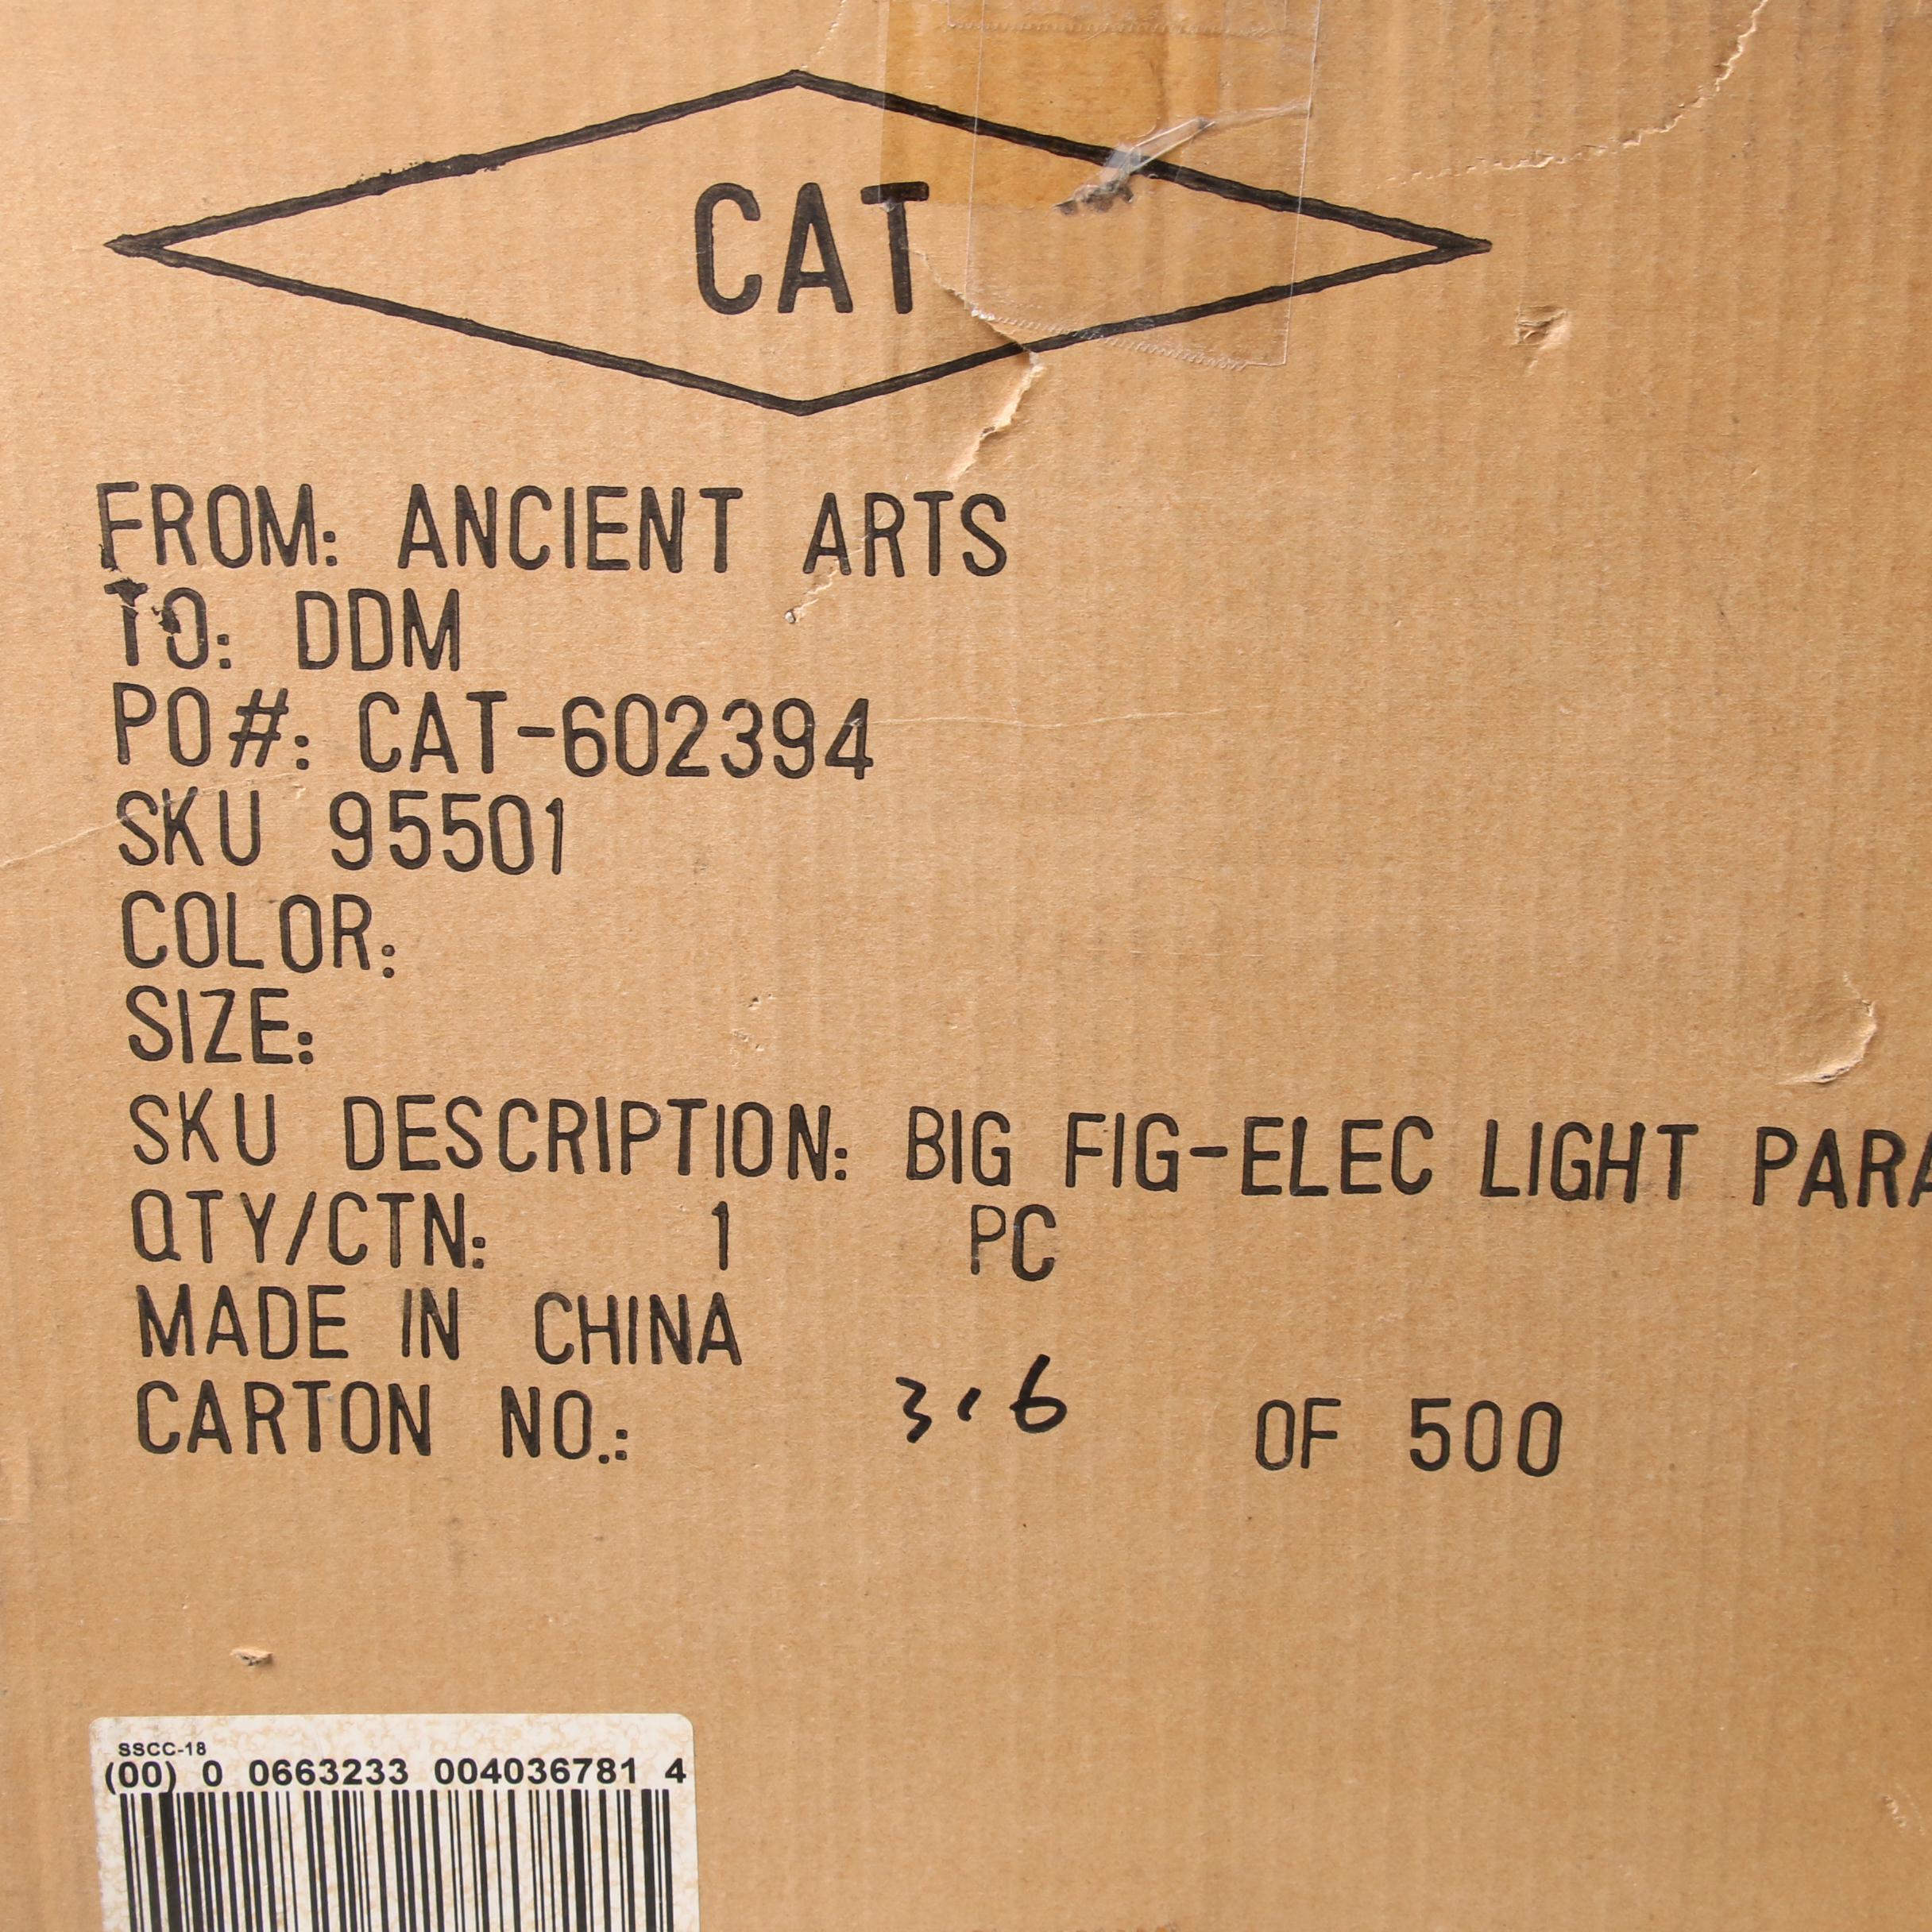 CAT
FROM: ANCIENT ARTS
TO: DDM
PO#: CAT-602394
SKU 95501
COLOR:
SIZE:
SKU DESCRIPTION: BIG FIG-ELEC LIGHT PARA
QTY/CTN: 1 PC
MADE IN CHINA
CARTON NO.: 316 OF 500
SSCC-18
(00) 0 0663233 004036781 4